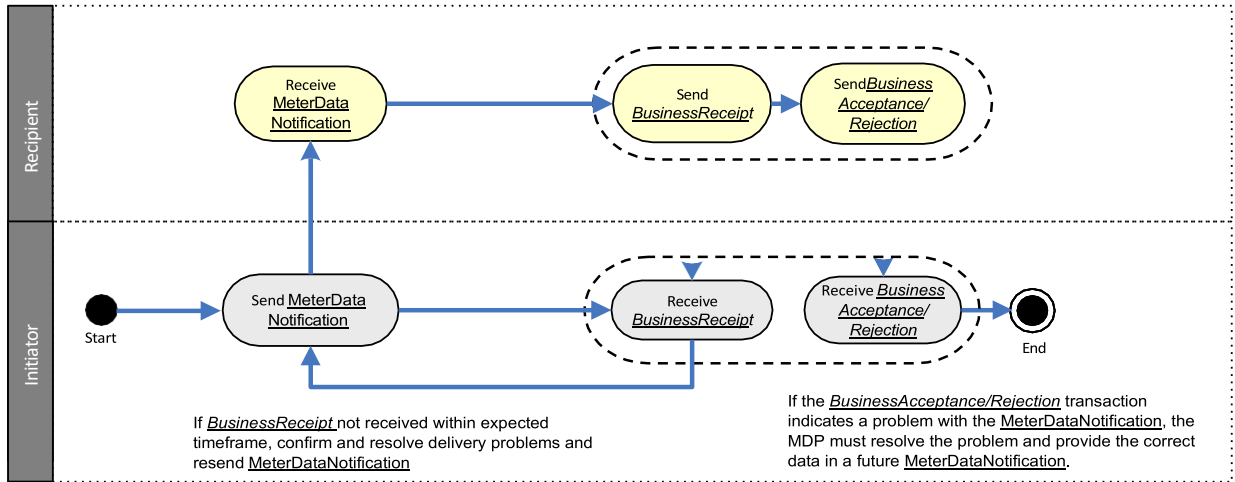 Recipient
Receive
MeterData
Notification
Send
BusinessReceipt
SendBusiness
Acceptance/
Rejection
Initiator
Start
Send MeterData
Notification
Receive
BusinessReceipt
Receive Business
Acceptance/
Rejection
End
If BusinessReceipt not received within expected
timeframe, confirm and resolve delivery problems and
resend MeterDataNotification
If the BusinessAcceptance/Rejection transaction
indicates a problem with the MeterDataNotification, the
MDP must resolve the problem and provide the correct
data in a future MeterDataNotification.